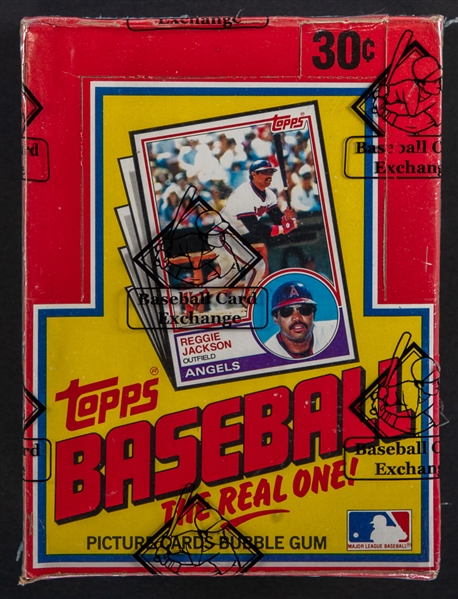 Exchange
30¢
Baseball Card
Exchange
topps
Baseball Card
Exchange
REGGIE
JACKSON
OUTFIELD
ANGELS
topps®
BASEBALL
THE REAL ONE!
Baseball C
Exchan
PICTURE CARDS BUBBLE GUM
MAJOR LEAGUE BASEBALL